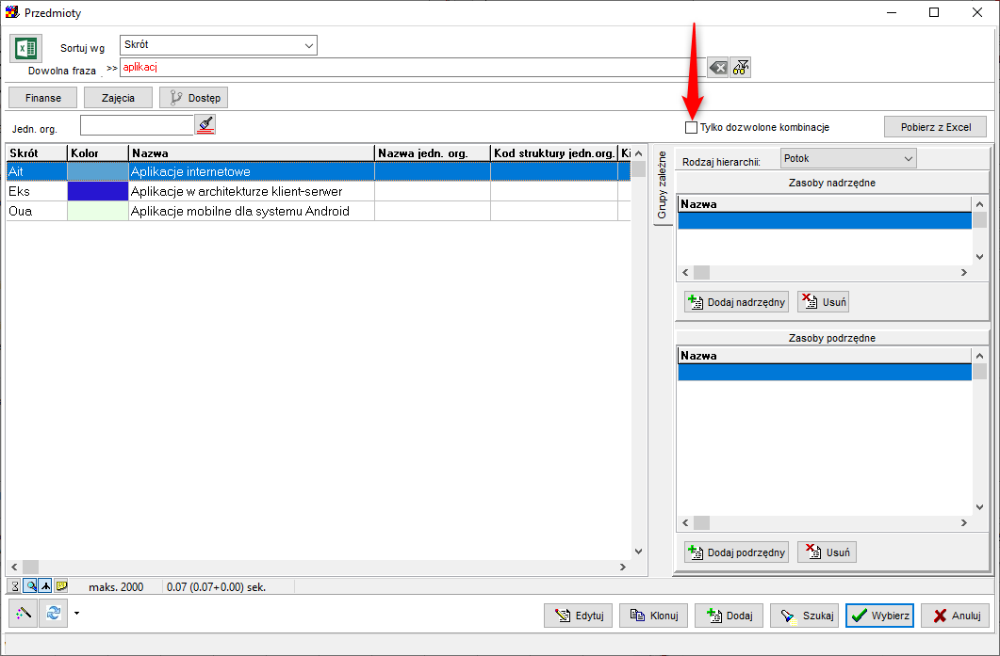 Przedmioty
Sortuj wg Skrót
Dowolna fraza >> aplikacj
Finanse Zajęcia Dostęp
Jedn. org. Tylko dozwolone kombinacje Pobierz z Excel
Skrót Kolor Nazwa Nazwa jedn. org. Kod struktury jedn.org. Ki
Ait Aplikacje internetowe
Eks Aplikacje w architekturze klient-serwer
Oua Aplikacje mobilne dla systemu Android
Grupy zależne
Rodzaj hierarchii: Potok
Zasoby nadrzędne
Nazwa
Dodaj nadrzędny Usuń
Zasoby podrzędne
Nazwa
Dodaj podrzędny Usuń
maks. 2000 0.07 (0.07+0.00) sek.
Edytuj Klonuj Dodaj Szukaj Wybierz Anuluj